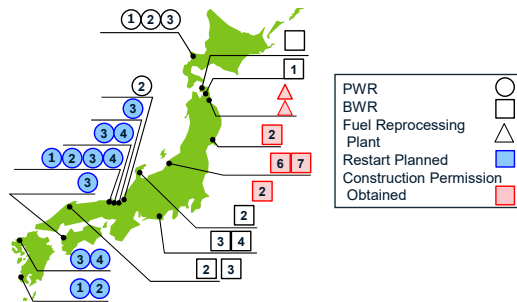 1 2 3
1
2
3
3 4
1 2 3 4
3
2
6 7
2
2
3 4
2 3
3 4
1 2
PWR
BWR
Fuel Reprocessing
Plant
Restart Planned
Construction Permission
Obtained